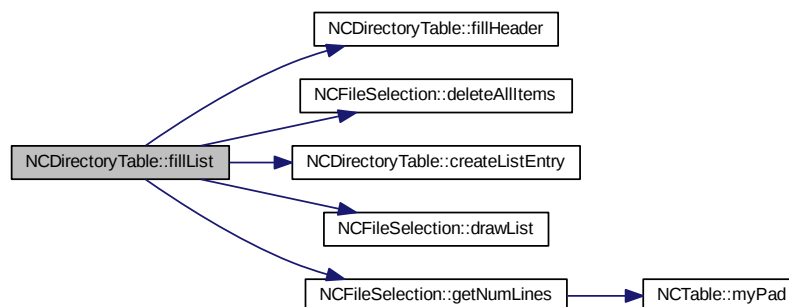 NCDirectoryTable::fillHeader
NCFileSelection::deleteAllItems
NCDirectoryTable::fillList
NCDirectoryTable::createListEntry
NCFileSelection::drawList
NCFileSelection::getNumLines
NCTable::myPad